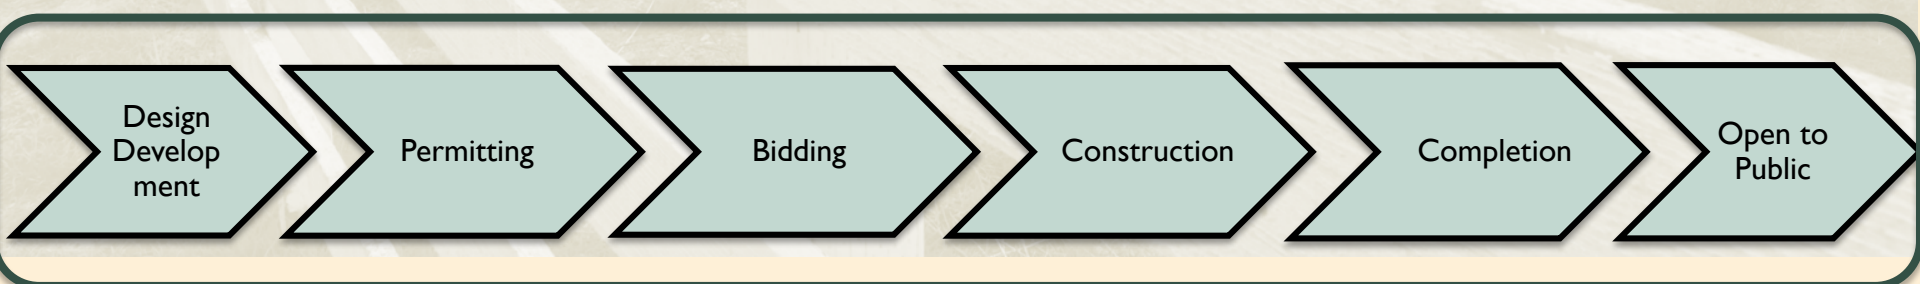 Design
Develop
ment
Permitting
Bidding
Construction
Completion
Open to
Public